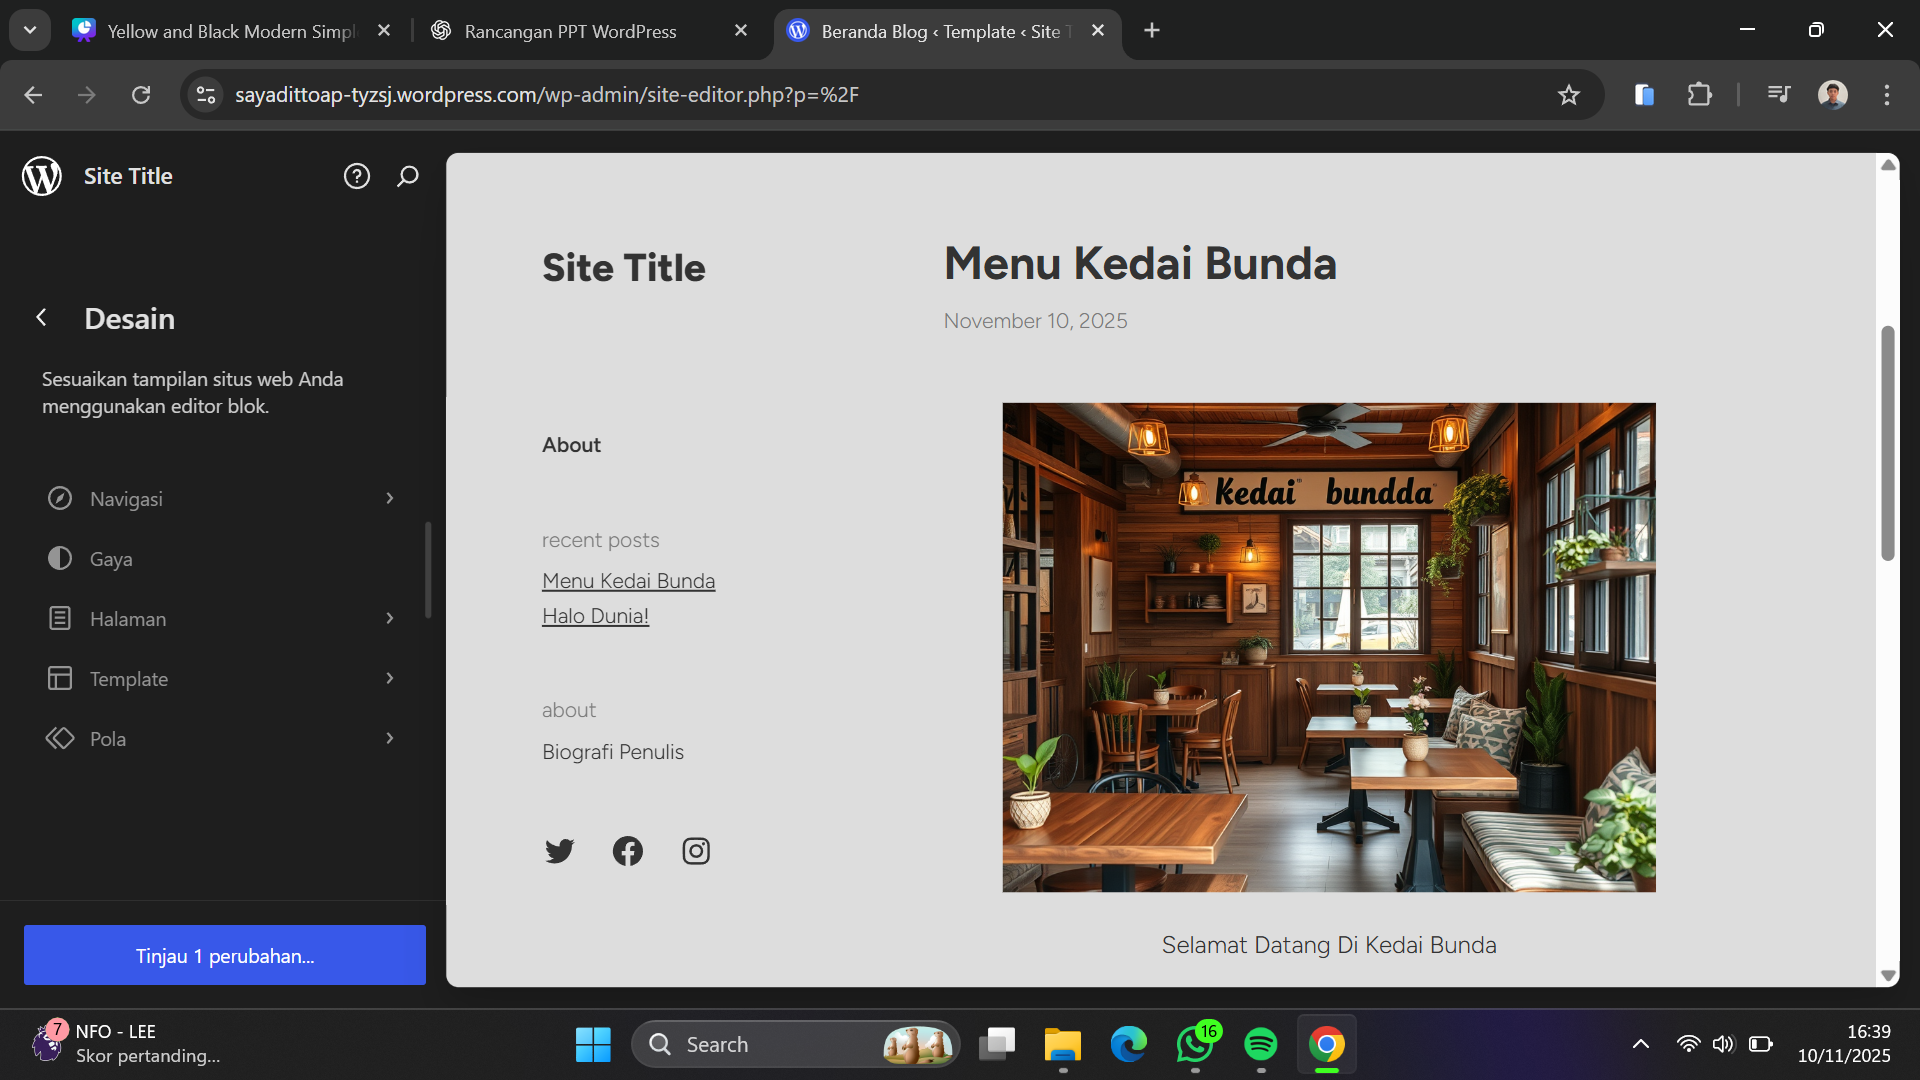 Yellow and Black Modern Simpl
Rancangan PPT WordPress
Beranda Blog ‹ Template ‹ Site T
sayadittoap-tyzsj.wordpress.com/wp-admin/site-editor.php?p=%2F
Site Title
Desain
Sesuaikan tampilan situs web Anda
menggunakan editor blok.
Navigasi
Gaya
Halaman
Template
Pola
Tinjau 1 perubahan...
Site Title
About
recent posts
Menu Kedai Bunda
Halo Dunia!
about
Biografi Penulis
Menu Kedai Bunda
November 10, 2025
Kedai bundda
Selamat Datang Di Kedai Bunda
7
NFO - LEE
Skor pertanding...
Search
16
16:39
10/11/2025